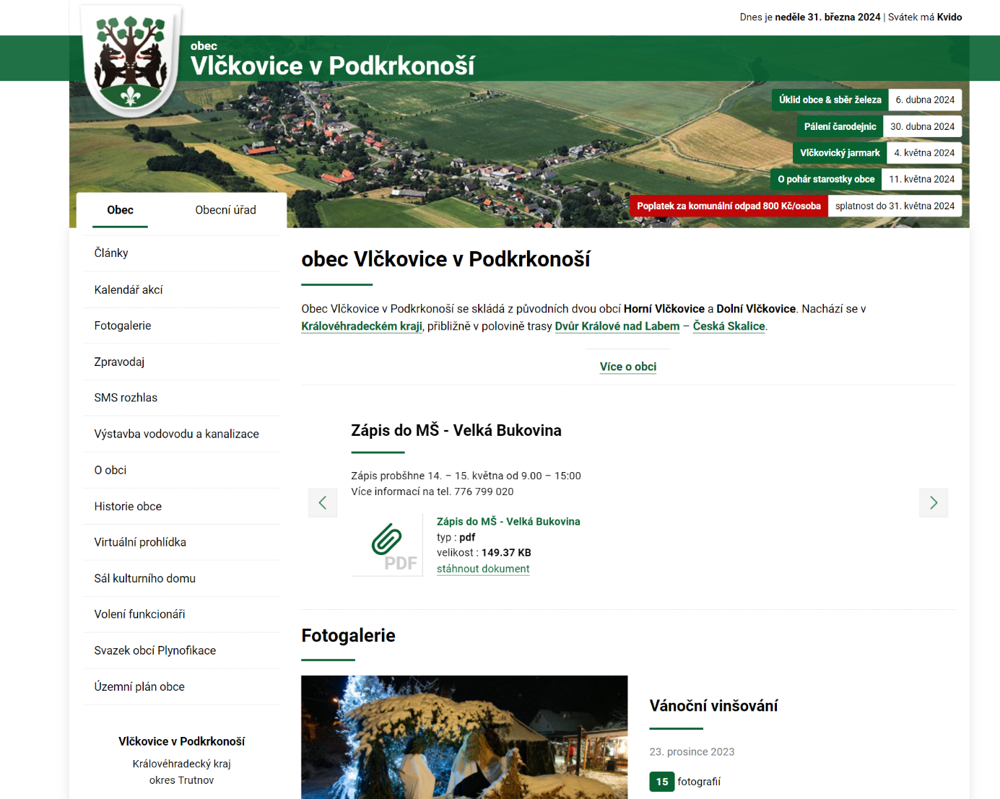 Dnes je neděle 31. března 2024 | Svátek má Kvido
obec
Vlčkovice v Podkrkonoší
Úklid obce & sběr železa 6. dubna 2024
Pálení čarodejnic 30. dubna 2024
Vlčkovický jarmark 4. května 2024
O pohár starostky obce 11. května 2024
Poplatek za komunální odpad 800 Kč/osoba splatnost do 31. května 2024
Obec Obecní úřad
Články
Kalendář akcí
Fotogalerie
Zpravodaj
SMS rozhlas
Výstavba vodovodu a kanalizace
O obci
Historie obce
Virtuální prohlídka
Sál kulturního domu
Volení funkcionáři
Svazek obcí Plynofikace
Územní plán obce
Vlčkovice v Podkrkonoší
Královéhradecký kraj
okres Trutnov
obec Vlčkovice v Podkrkonoší
Obec Vlčkovice v Podkrkonoší se skládá z původních dvou obcí Horní Vlčkovice a Dolní Vlčkovice. Nachází se v
Královéhradeckém kraji, přibližně v polovině trasy Dvůr Králové nad Labem – Česká Skalice.
Více o obci
Zápis do MŠ - Velká Bukovina
Zápis probšhne 14. – 15. května od 9.00 – 15:00
Více informací na tel. 776 799 020
PDF
Zápis do MŠ - Velká Bukovina
typ : pdf
velikost : 149.37 KB
stáhnout dokument
Fotogalerie
Vánoční vinšování
23. prosince 2023
15 fotografií